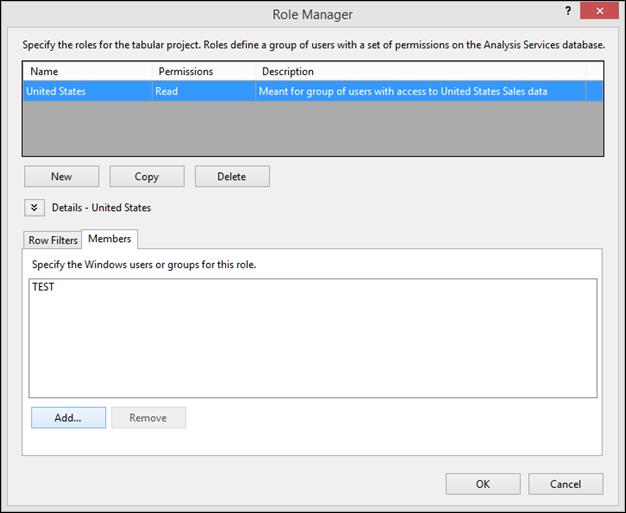 Role Manager
?
Specify the roles for the tabular project. Roles define a group of users with a set of permissions on the Analysis Services database.
Name Permissions Description
United States Read Meant for group of users with access to United States Sales data
New Copy Delete
Details - United States
Row Filters Members
Specify the Windows users or groups for this role.
TEST
Add... Remove
OK Cancel